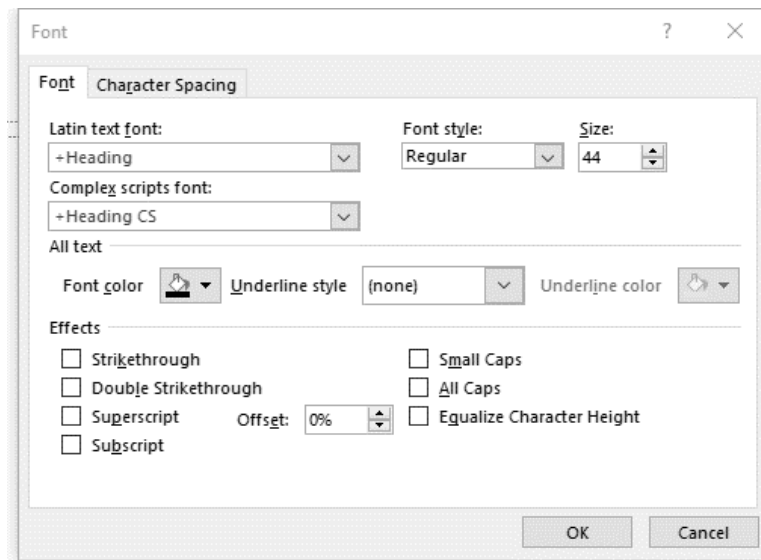 Font ?
Font Character Spacing
Latin text font: Font style: Size:
+Heading Regular 44
Complex scripts font:
+Heading CS
All text
Font color Underline style (none) Underline color
Effects
Strikethrough Small Caps
Double Strikethrough All Caps
Superscript Offset: 0% Equalize Character Height
Subscript
OK Cancel